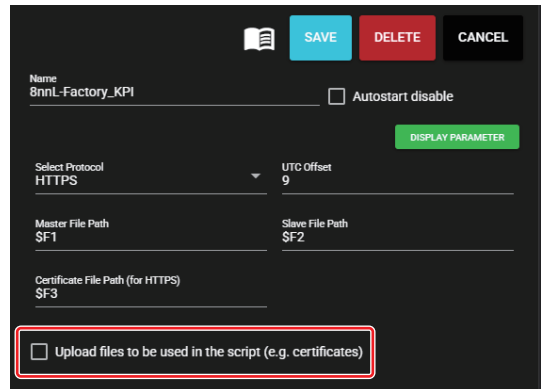 SAVE
DELETE
CANCEL
Name
8nnL-Factory_KPI
Autostart disable
DISPLAY PARAMETER
Select Protocol
HTTPS
UTC Offset
9
Master File Path
$F1
Slave File Path
$F2
Certificate File Path (for HTTPS)
$F3
Upload files to be used in the script (e.g. certificates)